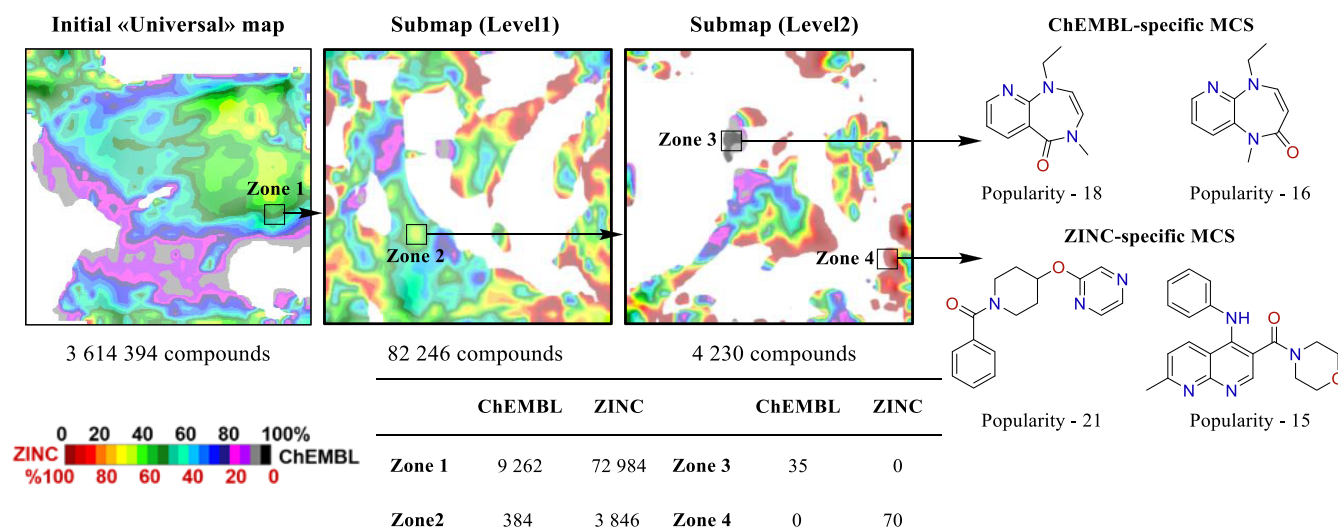 Initial «Universal» map
Submap (Level1)
Submap (Level2)
ChEMBL-specific MCS
Zone 1
Zone 2
Zone 3
Zone 4
N
N
N
O
N
N
N
O
Popularity - 18
Popularity - 16
ZINC-specific MCS
O
N
O
N
N
NH
O
N
O
N
N
Popularity - 21
Popularity - 15
3 614 394 compounds
82 246 compounds
4 230 compounds
ChEMBL ZINC ChEMBL ZINC
Zone 1 9 262 72 984 Zone 3 35 0
Zone2 384 3 846 Zone 4 0 70
0 20 40 60 80 100%
ZINC ChEMBL
%100 80 60 40 20 0